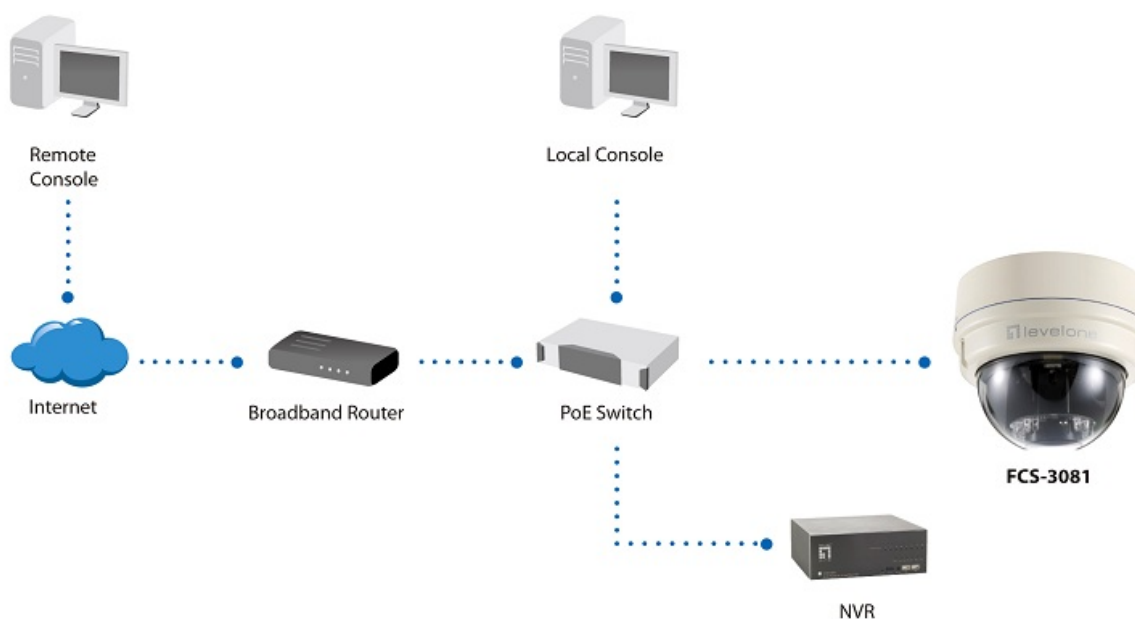 Remote
Console
Local Console
levelone
Internet
Broadband Router
PoE Switch
FCS-3081
NVR